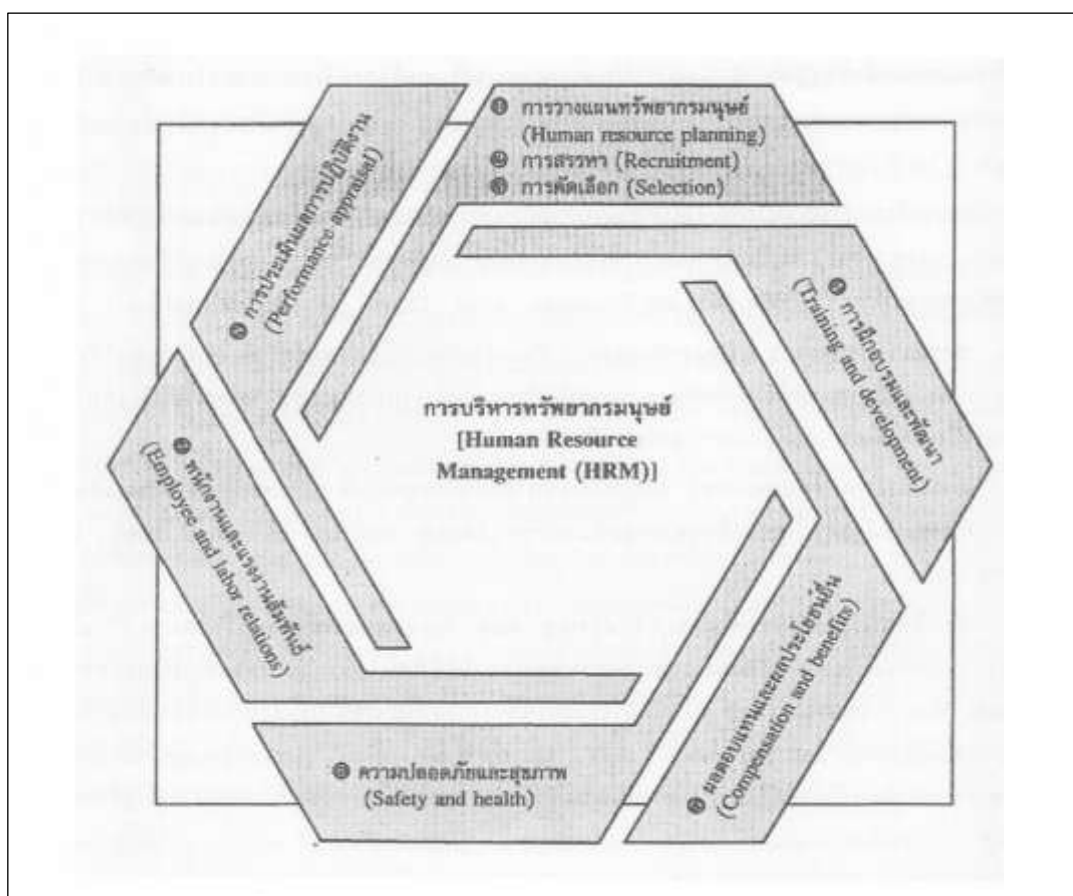 การวางแผนทรัพยากรมนุษย์
(Human resource planning)
การสรรหา (Recruitment)
การคัดเลือก (Selection)
การฝึกอบรมและพัฒนา
(Training and development)
ผลตอบแทนและผลประโยชน์อื่น
(Compensation and benefits)
ความปลอดภัยและสุขภาพ
(Safety and health)
พนักงานและแรงงานสัมพันธ์
(Employee and labor relations)
การประเมินผลการปฏิบัติงาน
(Performance appraisal)
การบริหารทรัพยากรมนุษย์
[Human Resource
Management (HRM)]